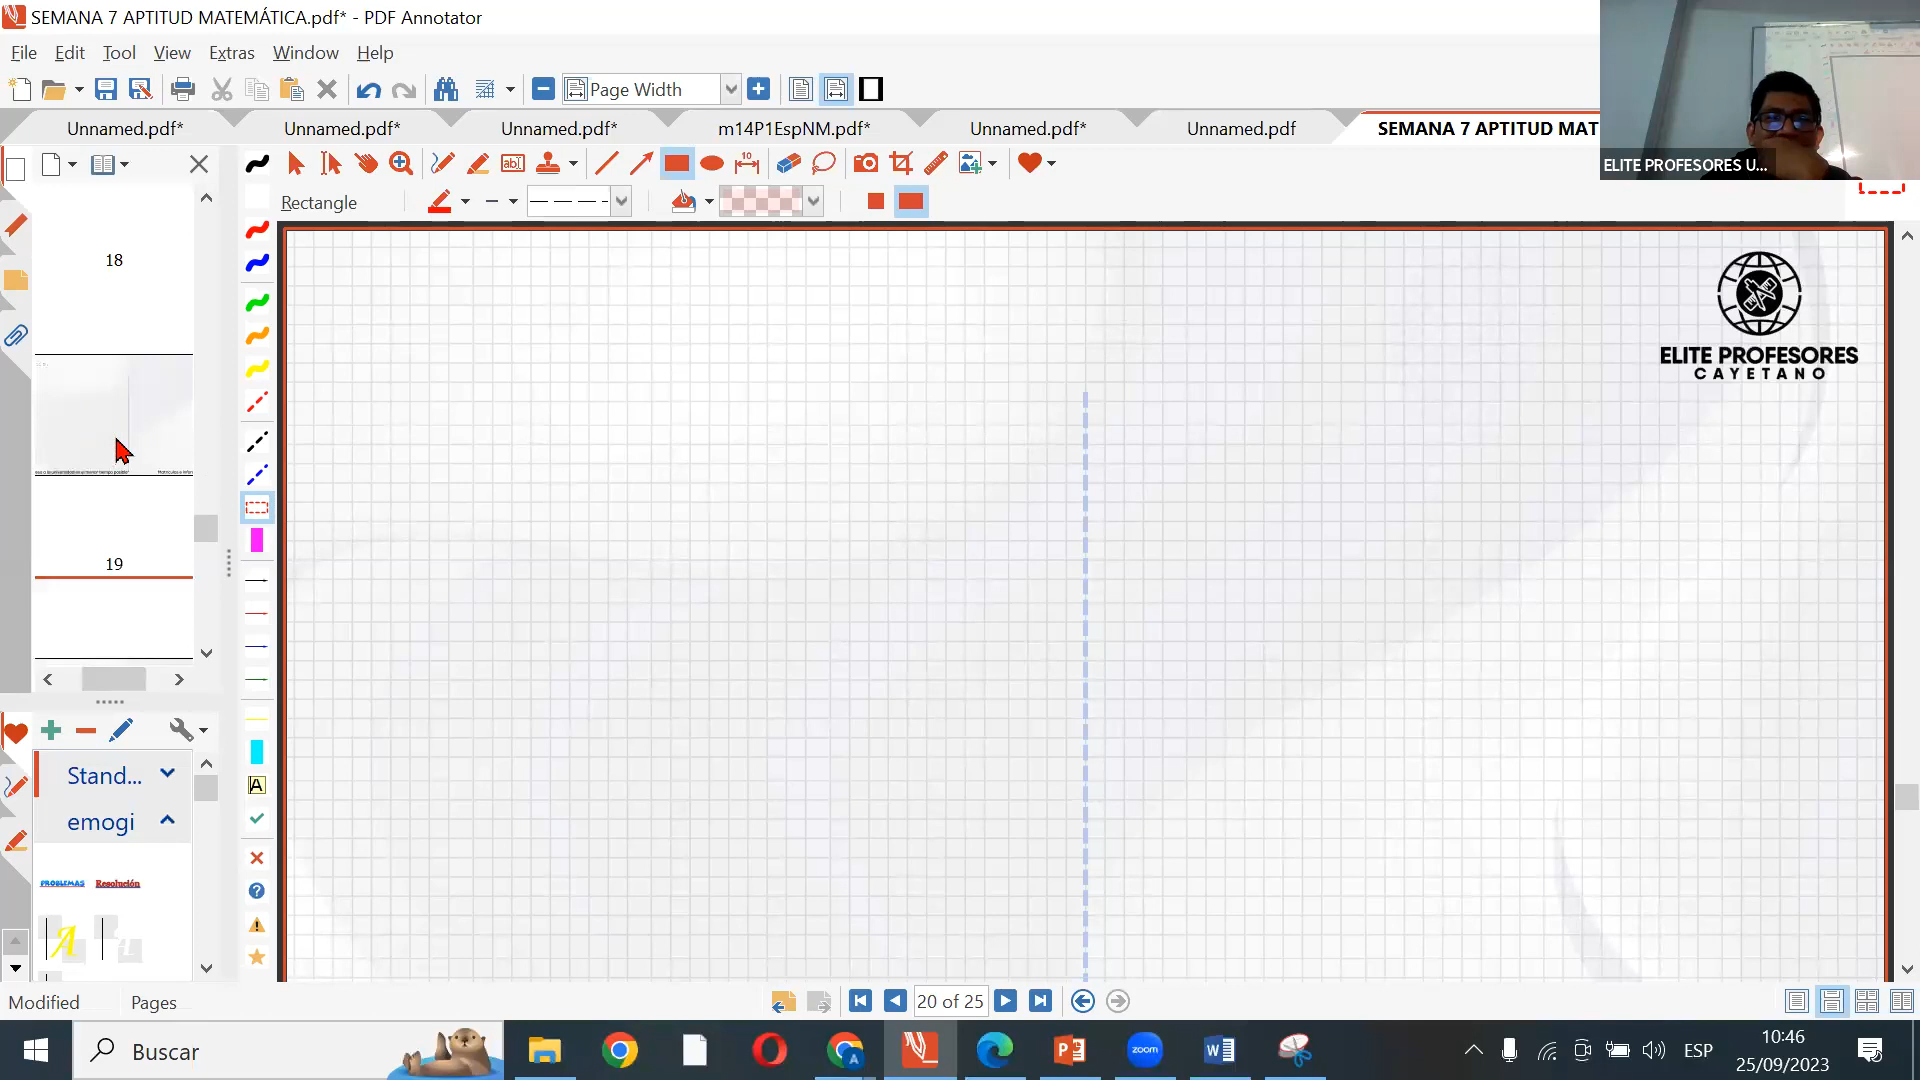 SEMANA 7 APTITUD MATEMÁTICA.pdf* - PDF Annotator
File Edit Tool View Extras Window Help
Page Width
Unnamed.pdf* Unnamed.pdf* Unnamed.pdf* m14P1EspNM.pdf* Unnamed.pdf* Unnamed.pdf SEMANA 7 APTITUD MAT
ELITE PROFESORES U...
Rectangle
ELITE PROFESORES
CAYETANO
18
19
Stand...
emogi
PROBLEMAS Resolución
A
Modified Pages 20 of 25
Buscar
zoom
ESP
10:46
25/09/2023